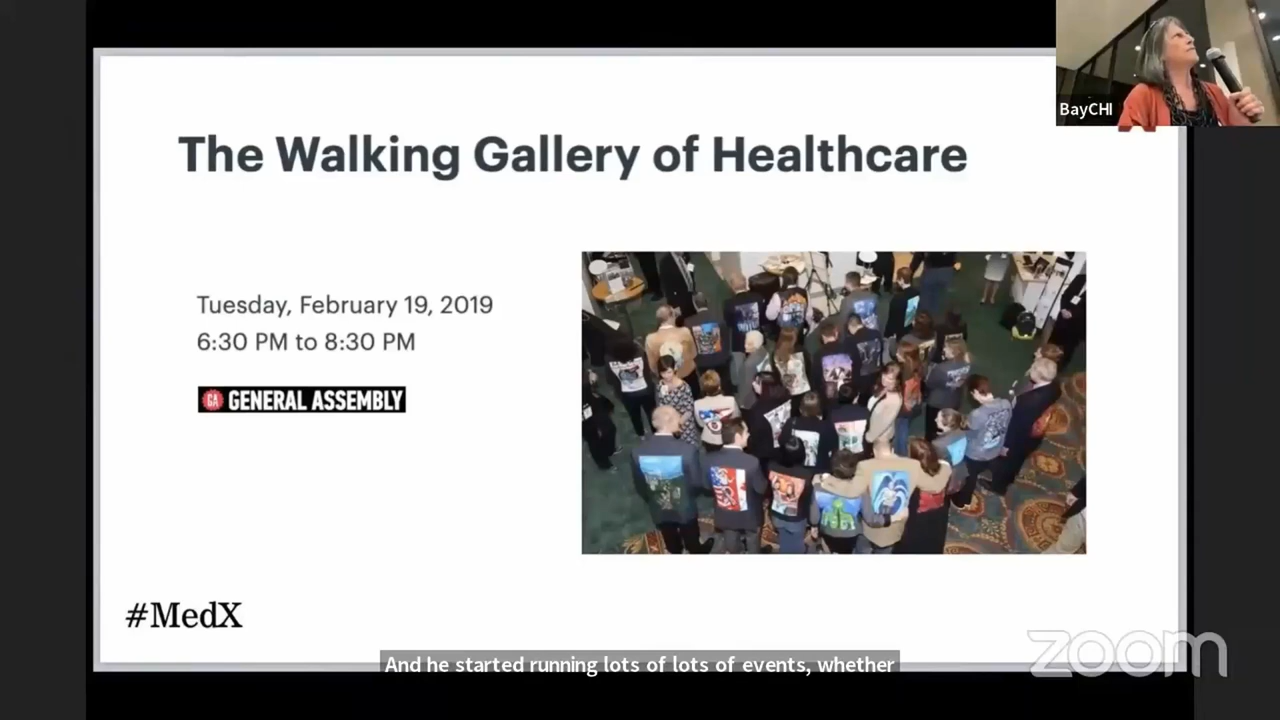 BayCHI
The Walking Gallery of Healthcare
Tuesday, February 19, 2019
6:30 PM to 8:30 PM
GA GENERAL ASSEMBLY
#MedX
And he started running lots of lots of events, whether
zoom